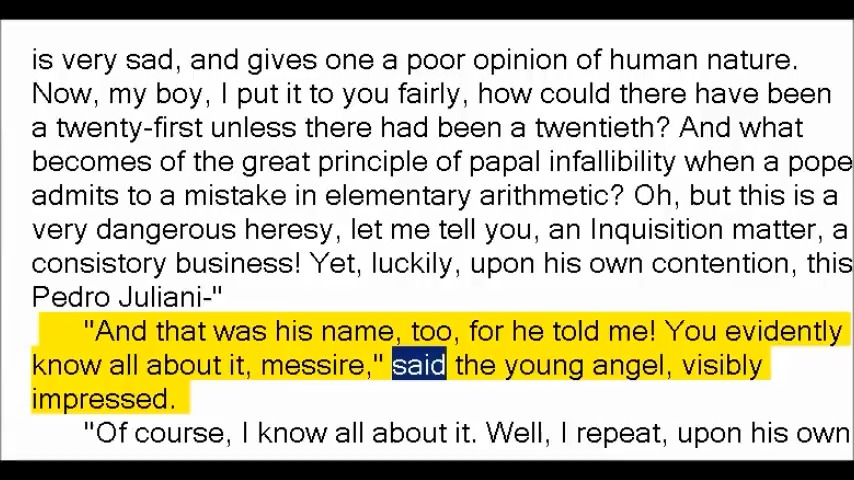 is very sad, and gives one a poor opinion of human nature.
Now, my boy, I put it to you fairly, how could there have been
a twenty-first unless there had been a twentieth? And what
becomes of the great principle of papal infallibility when a pope
admits to a mistake in elementary arithmetic? Oh, but this is a
very dangerous heresy, let me tell you, an Inquisition matter, a
consistory business! Yet, luckily, upon his own contention, this
Pedro Juliani-"
"And that was his name, too, for he told me! You evidently
know all about it, messire," said the young angel, visibly
impressed.
"Of course, I know all about it. Well, I repeat, upon his own